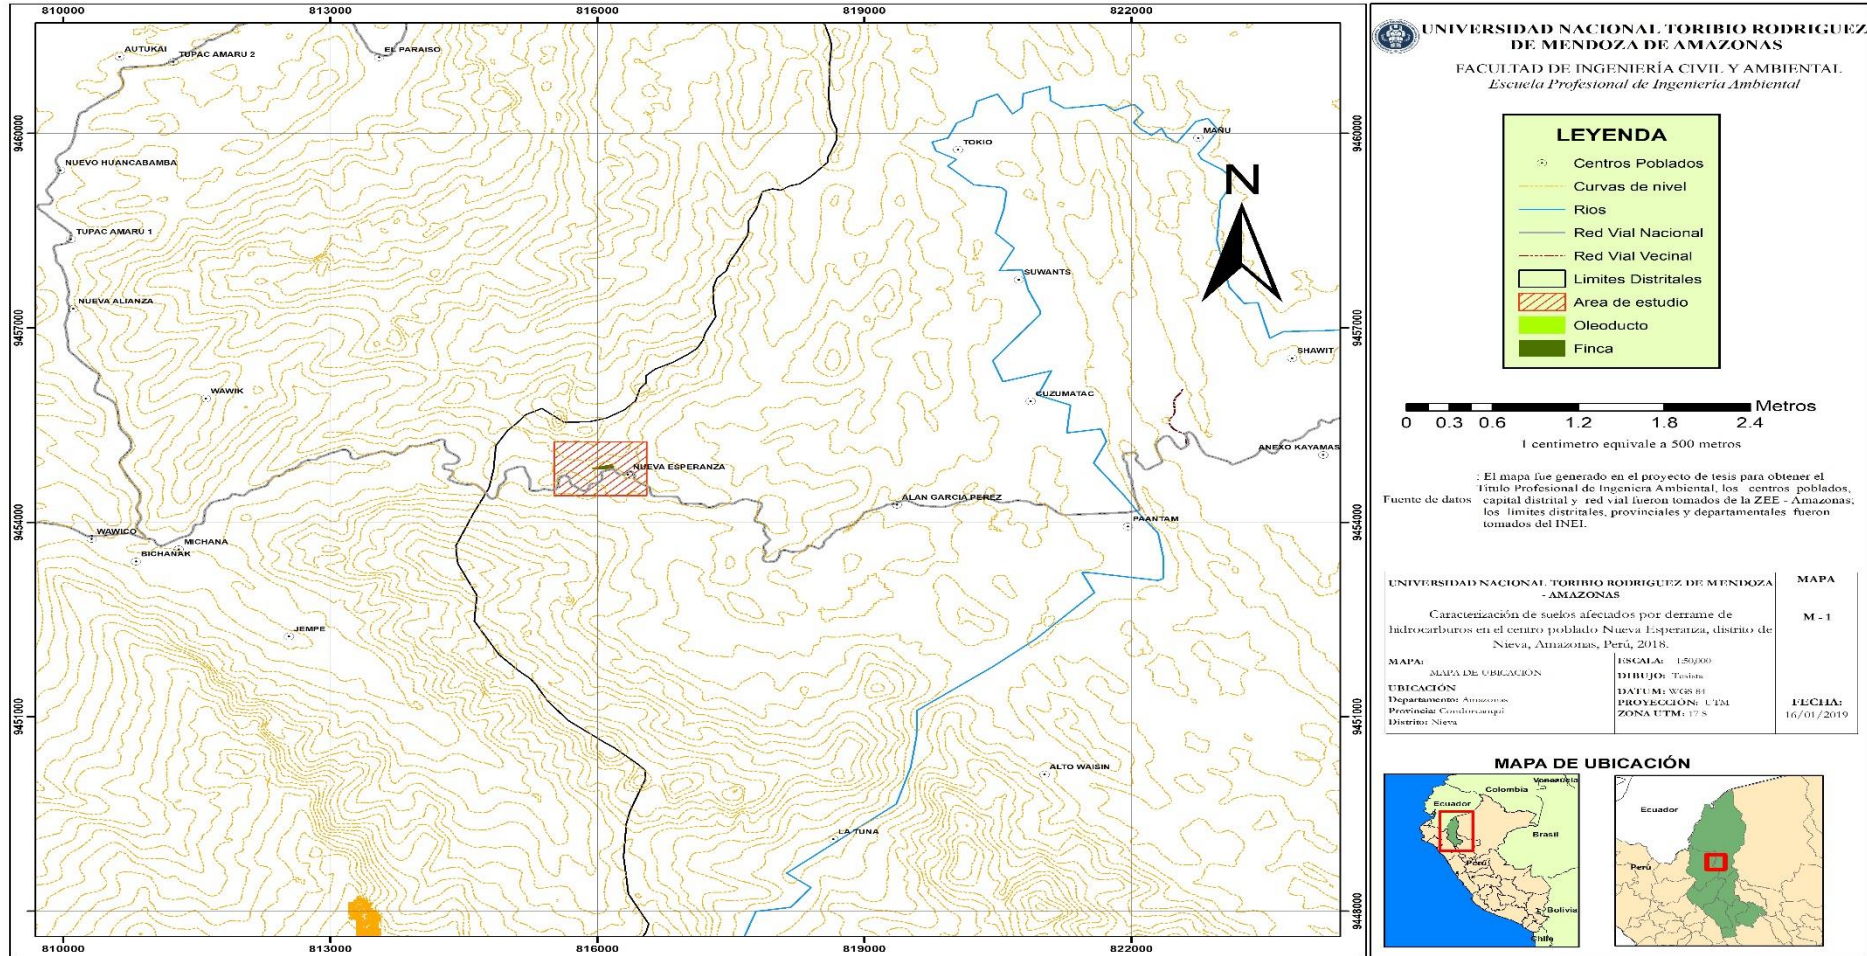 810000 813000 816000 819000 822000
AUTUKAI
TUPAC AMARU 2
EL PARAISO
9460000
9460000
MAÑU
TOKIO
NUEVO HUANCABAMBA
N
TUPAC AMARU 1
SUWANTS
NUEVA ALIANZA
9457000
9457000
SHAWIT
WAWIK
CUZUMATAC
ANEXO KAYAMAS
NUEVA ESPERANZA
ALAN GARCIA PEREZ
9454000
9454000
PAANTAM
WAWICO
MICHANA
BICHANAK
JEMPE
9451000
9451000
ALTO WAISIN
LA TUNA
9448000
810000 813000 816000 819000 822000
UNIVERSIDAD NACIONAL TORIBIO RODRIGUEZ
DE MENDOZA DE AMAZONAS
FACULTAD DE INGENIERÍA CIVIL Y AMBIENTAL
Escuela Profesional de Ingeniería Ambiental
LEYENDA
Centros Poblados
Curvas de nivel
Rios
Red Vial Nacional
Red Vial Vecinal
Limites Distritales
Area de estudio
Oleoducto
Finca
Metros
0 0.3 0.6 1.2 1.8 2.4
1 centimetro equivale a 500 metros
Fuente de datos
: El mapa fue generado en el proyecto de tesis para obtener el
Titulo Profesional de Ingeniera Ambiental, los centros poblados,
capital distrital y red vial fueron tomados de la ZEE - Amazonas;
los limites distritales, provinciales y departamentales fueron
tomados del INEI.
UNIVERSIDAD NACIONAL TORIBIO RODRIGUEZ DE MENDOZA
- AMAZONAS
Caracterización de suelos afectados por derrame de
hidrocarburos en el centro poblado Nueva Esperanza, distrito de
Nieva, Amazonas, Perú, 2018.
MAPA
M - 1
MAPA:
MAPA DE UBICACIÓN
UBICACIÓN
Departamento: Amazonas
Provincia: Condorcanqui
Distrito: Nieva
ESCALA: 1:50,000
DIBUJO: Tesista
DATUM: WGS 84
PROYECCIÓN: UTM
ZONA UTM: 17 S
FECHA:
16/01/2019
MAPA DE UBICACIÓN
Venezuela
Colombia
Ecuador
Brasil
Perú
Bolivia
Chile
Ecuador
Perú